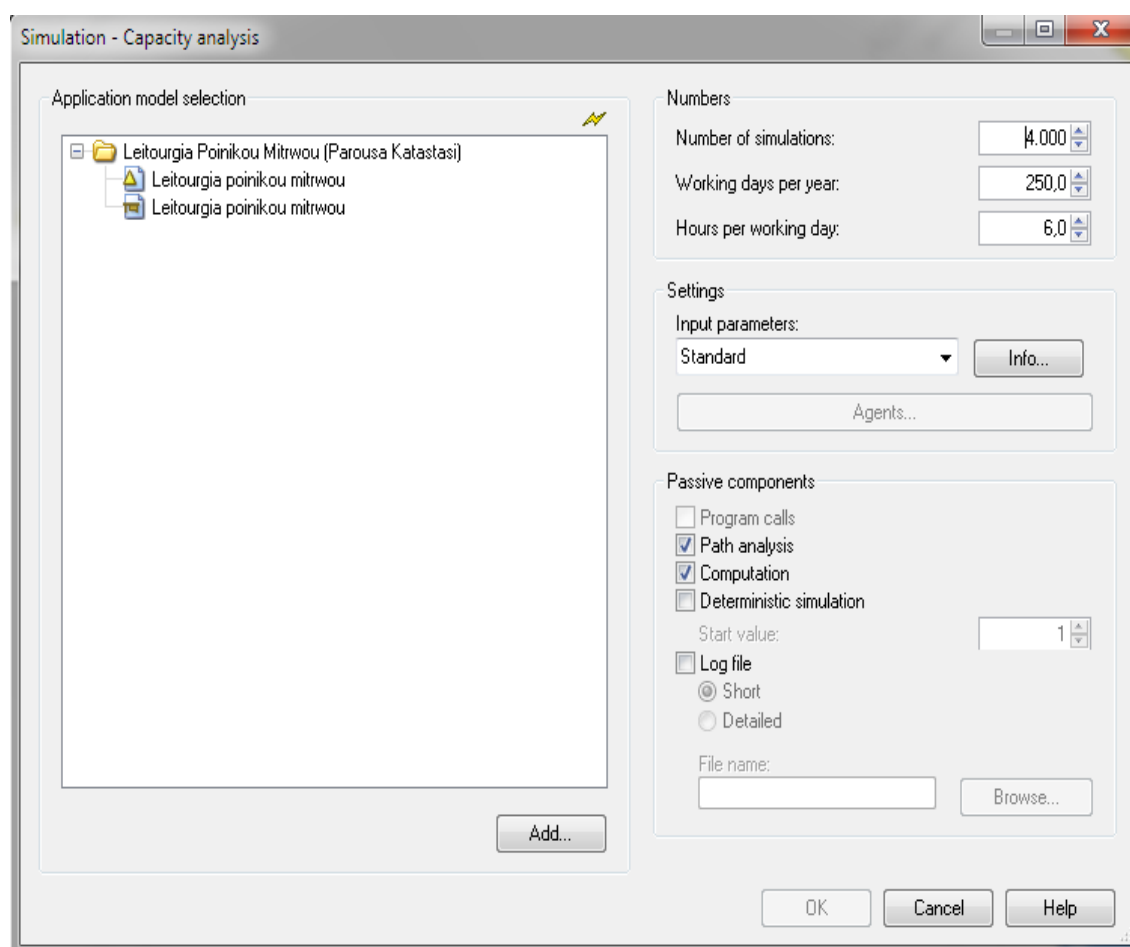 Simulation - Capacity analysis
Application model selection
Leitourgia Poinikou Mitrwou (Parousa Katastasi)
Leitourgia poinikou mitrwou
Leitourgia poinikou mitrwou
Add...
Numbers
Number of simulations: 4.000
Working days per year: 250,0
Hours per working day: 6,0
Settings
Input parameters:
Standard Info...
Agents...
Passive components
Program calls
Path analysis
Computation
Deterministic simulation
Start value: 1
Log file
Short
Detailed
File name:
Browse...
OK Cancel Help